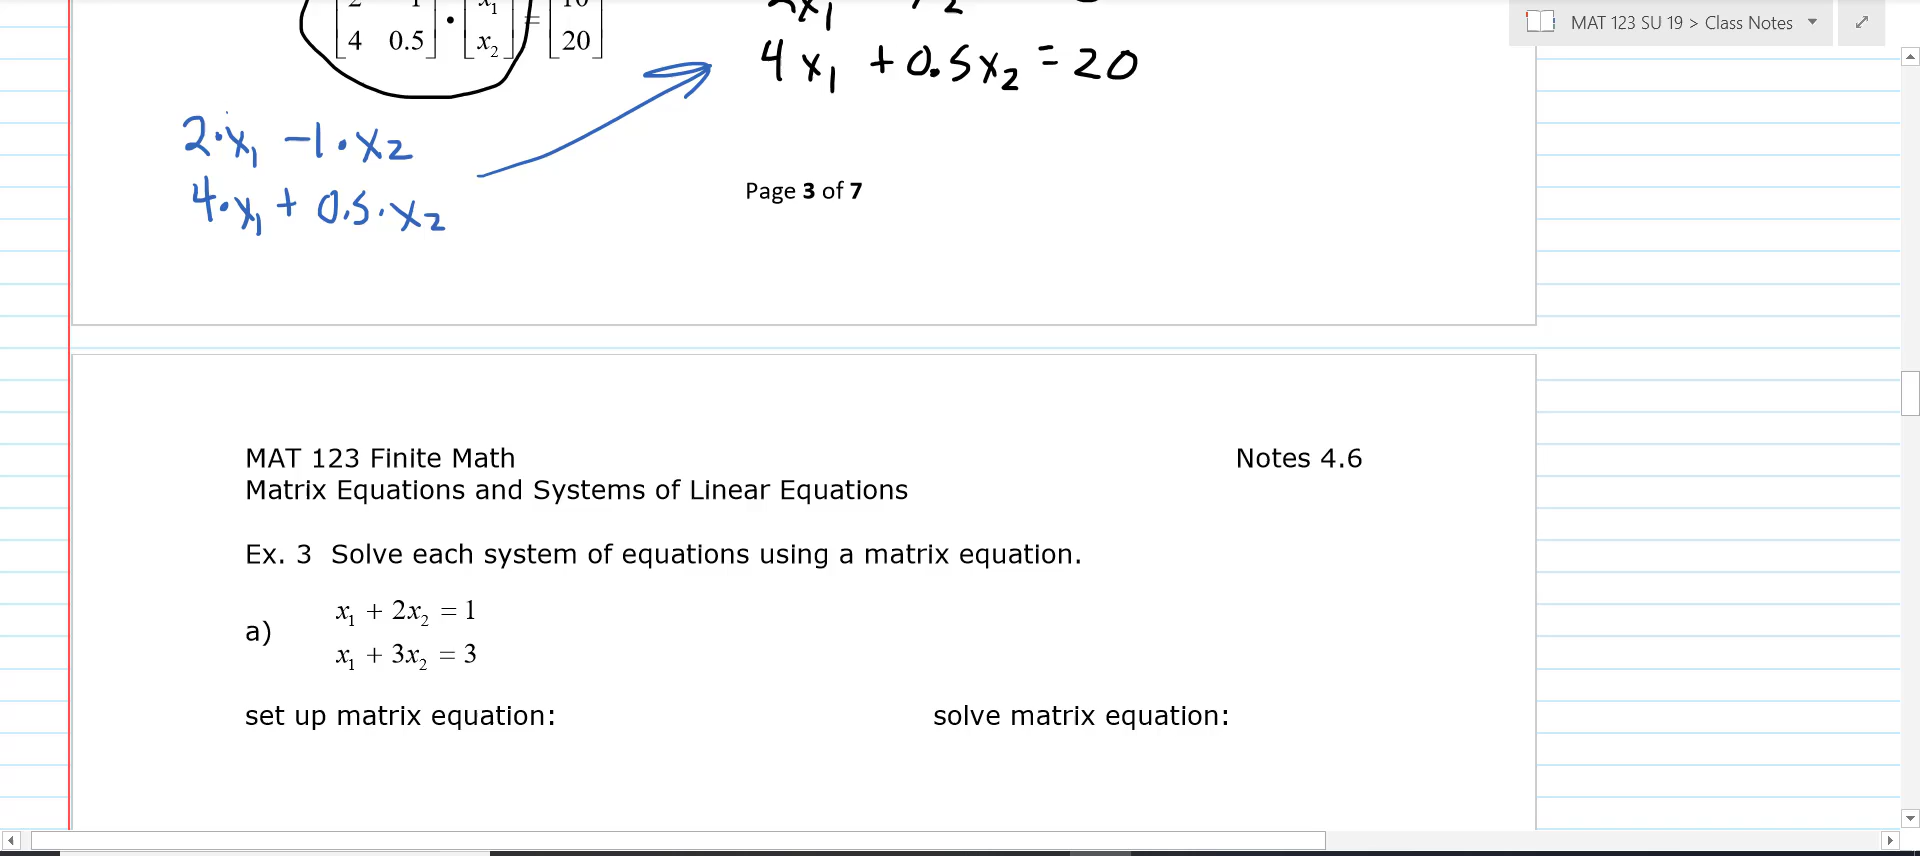 MAT 123 SU 19 > Class Notes
4 0.5 • x2 = 20
4x1 + 0.5x2 = 20
2·x1 -1·x2
4·x1 + 0.5·x2
Page 3 of 7
MAT 123 Finite Math Notes 4.6
Matrix Equations and Systems of Linear Equations
Ex. 3 Solve each system of equations using a matrix equation.
a)
x1 + 2x2 = 1
x1 + 3x2 = 3
set up matrix equation: solve matrix equation: